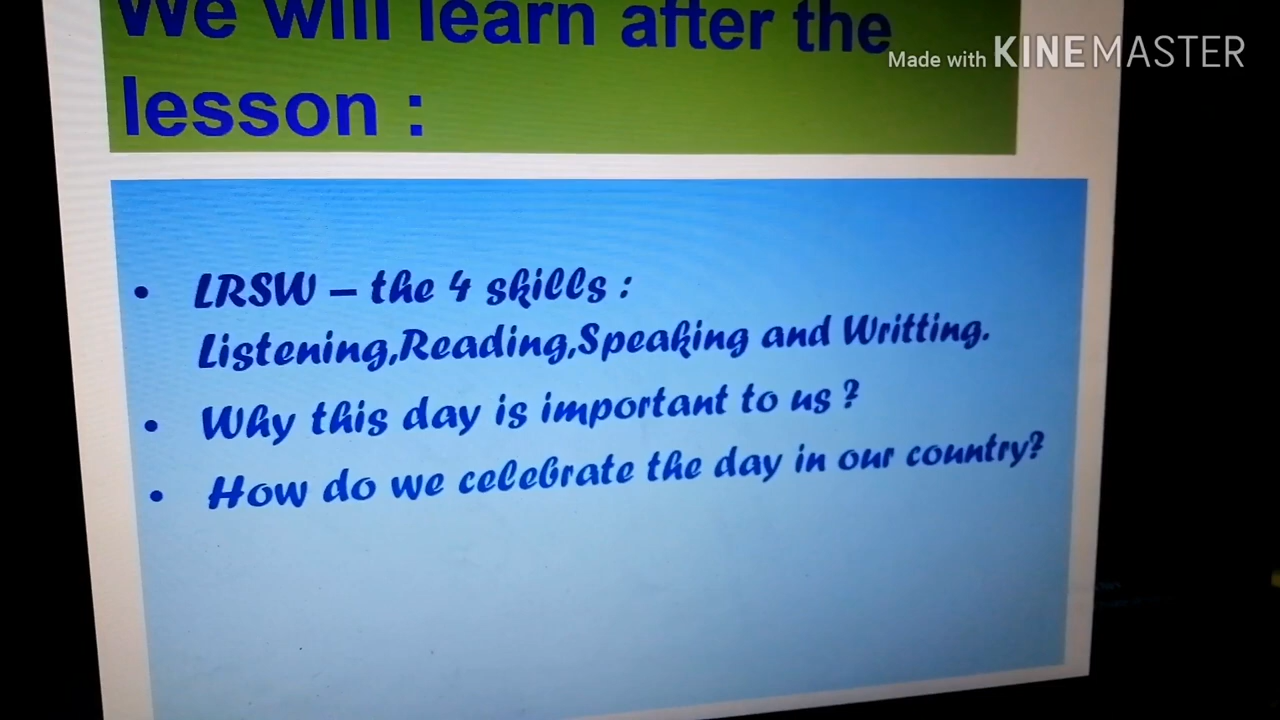 We will learn after the
lesson :
Made with KINEMASTER
• LRSW – the 4 skills :
Listening,Reading,Speaking and Writting.
• Why this day is important to us ?
• How do we celebrate the day in our country?